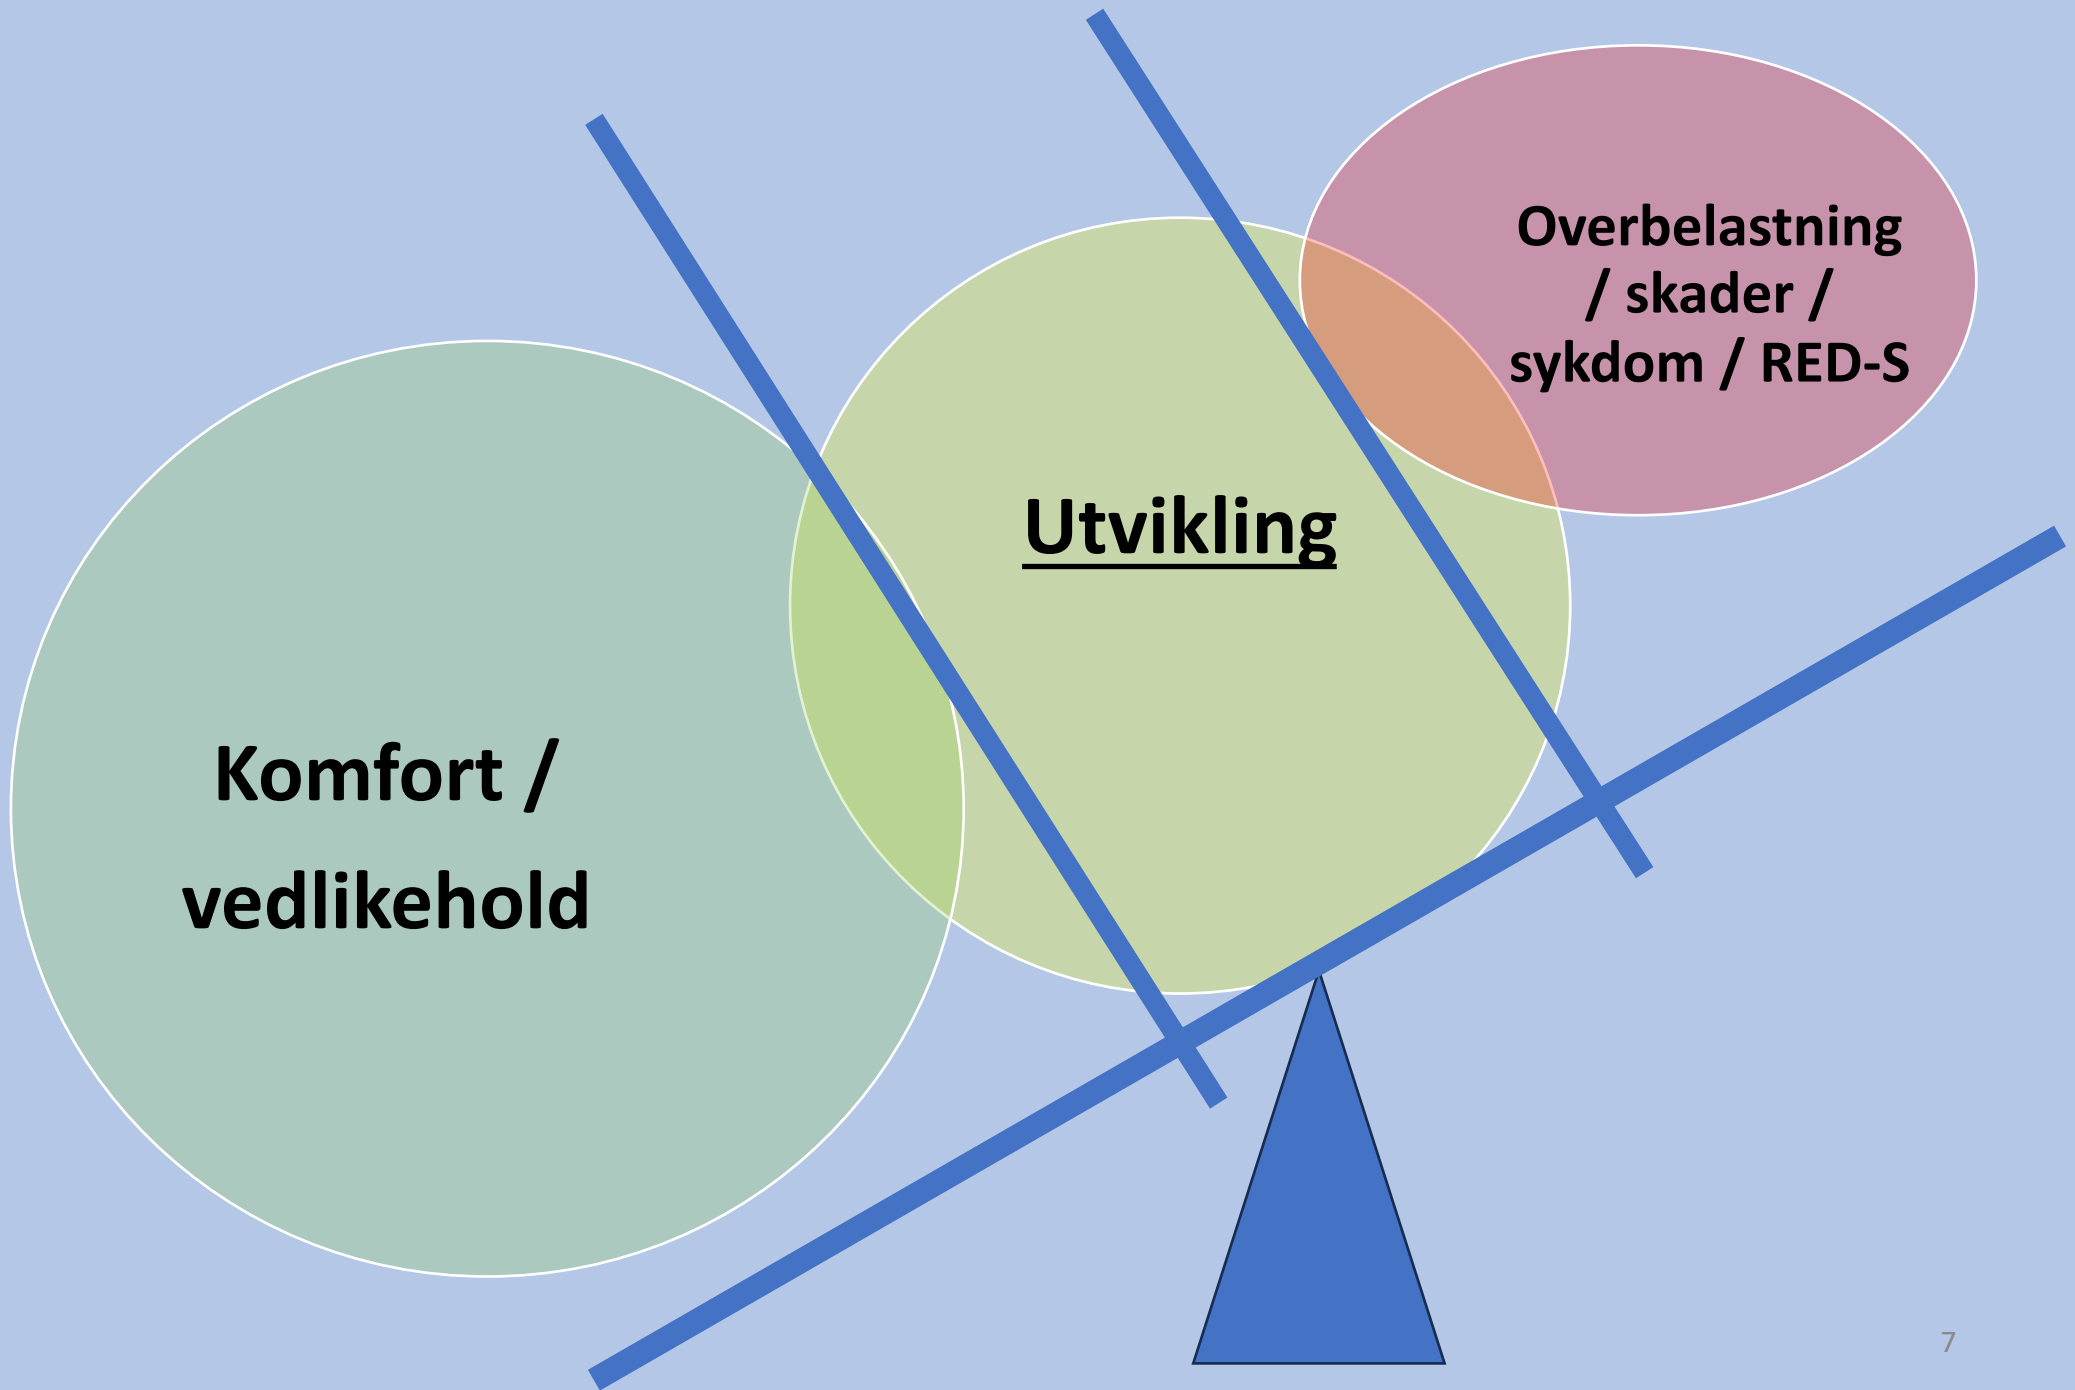 Komfort /
vedlikehold
Utvikling
Overbelastning
/ skader /
sykdom / RED-S
7